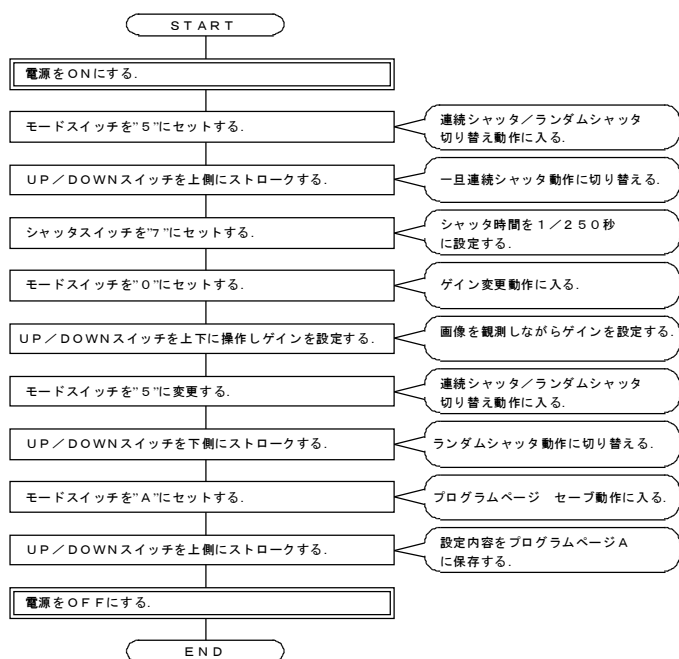 ＳＴＡＲＴ
電源をＯＮにする.
モードスイッチを”５”にセットする.
連続シャッタ／ランダムシャッタ
切り替え動作に入る.
ＵＰ／ＤＯＷＮスイッチを上側にストロークする.
一旦連続シャッタ動作に切り替える.
シャッタスイッチを”７”にセットする.
シャッタ時間を１／２５０秒
に設定する.
モードスイッチを”０”にセットする.
ゲイン変更動作に入る.
ＵＰ／ＤＯＷＮスイッチを上下に操作しゲインを設定する.
画像を観測しながらゲインを設定する.
モードスイッチを”５”に変更する.
連続シャッタ／ランダムシャッタ
切り替え動作に入る.
ＵＰ／ＤＯＷＮスイッチを下側にストロークする.
ランダムシャッタ動作に切り替える.
モードスイッチを”Ａ”にセットする.
プログラムページ　セーブ動作に入る.
ＵＰ／ＤＯＷＮスイッチを上側にストロークする.
設定内容をプログラムページＡ
に保存する.
電源をＯＦＦにする.
ＥＮＤ